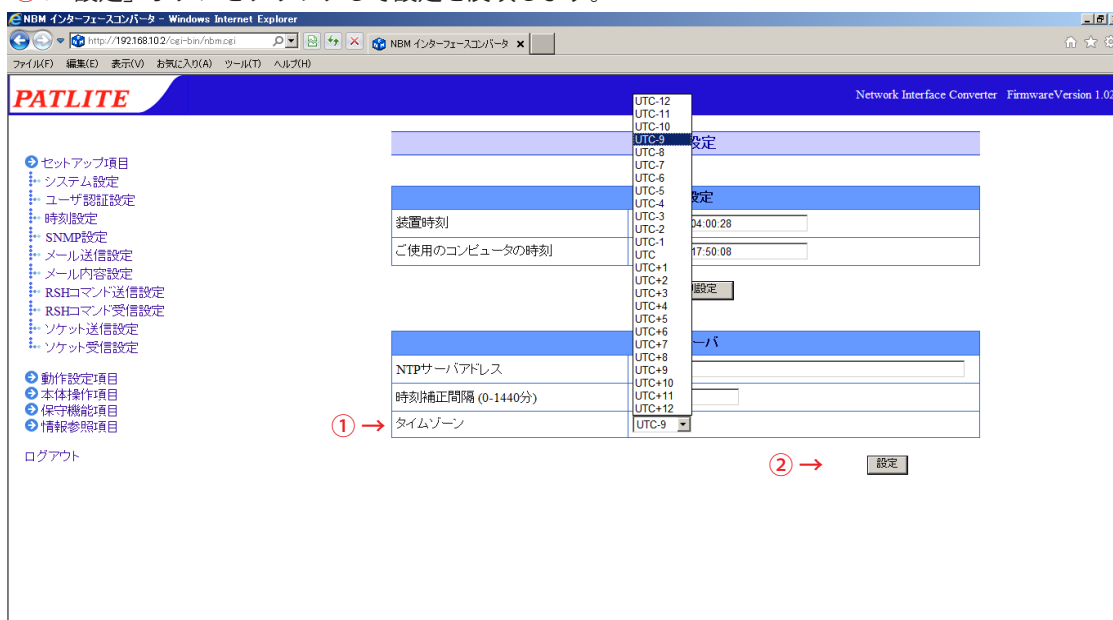 NBM インターフェースコンバータ - Windows Internet Explorer
http://192.168.10.2/cgi-bin/nbm.cgi
NBM インターフェースコンバータ
ファイル(F) 編集(E) 表示(V) お気に入り(A) ツール(T) ヘルプ(H)
PATLITE
Network Interface Converter FirmwareVersion 1.02
セットアップ項目
システム設定
ユーザ認証設定
時刻設定
SNMP設定
メール送信設定
メール内容設定
RSHコマンド送信設定
RSHコマンド受信設定
ソケット送信設定
ソケット受信設定
動作設定項目
本体操作項目
保守機能項目
情報参照項目
ログアウト
設定
設定
装置時刻
04:00:28
ご使用のコンピュータの時刻
17:50:08
設定
ーバ
NTPサーバアドレス
時刻補正間隔 (0-1440分)
① → タイムゾーン
UTC-9
UTC-12
UTC-11
UTC-10
UTC-9
UTC-8
UTC-7
UTC-6
UTC-5
UTC-4
UTC-3
UTC-2
UTC-1
UTC
UTC+1
UTC+2
UTC+3
UTC+4
UTC+5
UTC+6
UTC+7
UTC+8
UTC+9
UTC+10
UTC+11
UTC+12
② → 設定